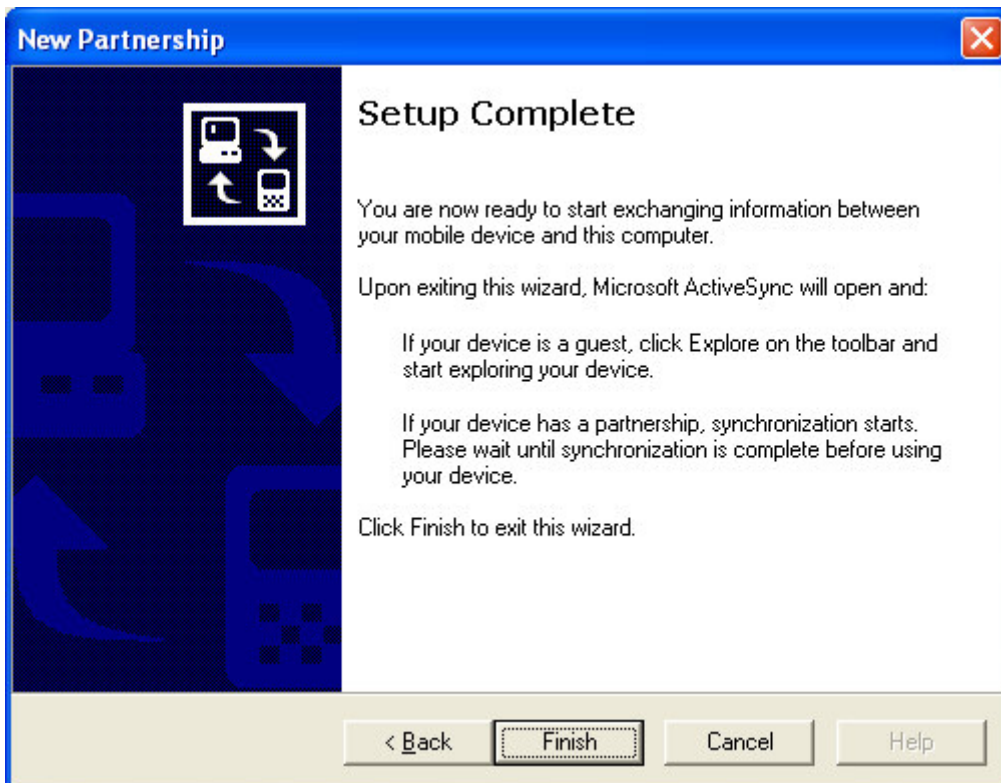 New Partnership
Setup Complete
You are now ready to start exchanging information between
your mobile device and this computer.
Upon exiting this wizard, Microsoft ActiveSync will open and:
If your device is a guest, click Explore on the toolbar and
start exploring your device.
If your device has a partnership, synchronization starts.
Please wait until synchronization is complete before using
your device.
Click Finish to exit this wizard.
< Back
Finish
Cancel
Help